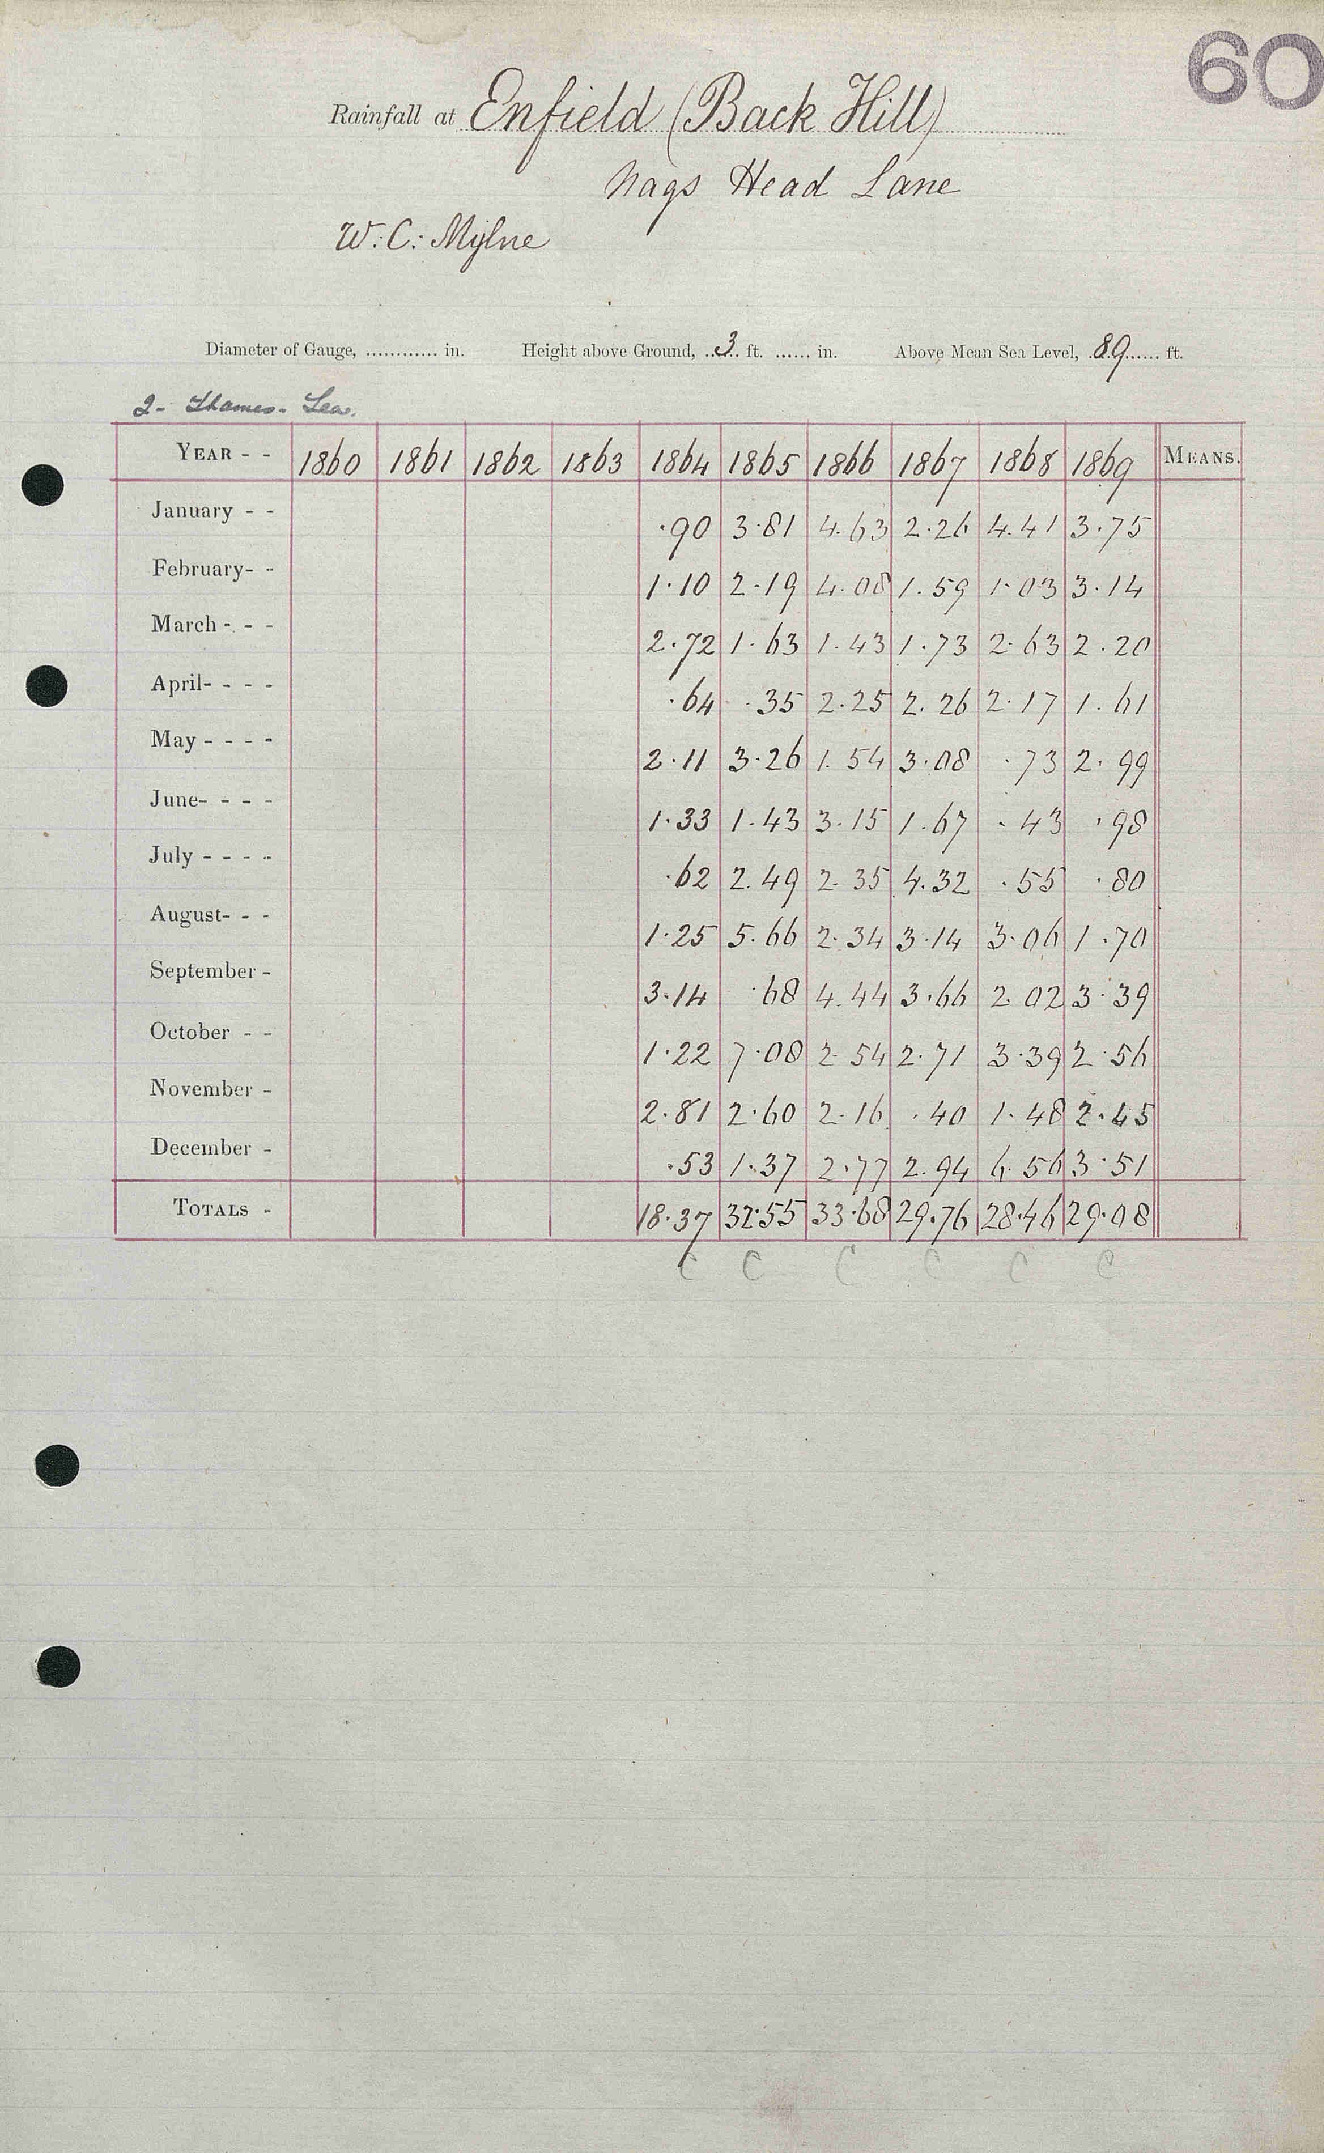 60
Rainfall at Enfield (Back Hill)
Nags Head Lane
W. C. Mylne
Diameter of Gauge, ............ in. Height above Ground, ..3.. ft. ...... in. Above Mean Sea Level, .89...... ft.
2- Thames - Lea.
YEAR - - 1860 1861 1862 1863 1864 1865 1866 1867 1868 1869 MEANS.
January - - .90 3.81 4.63 2.26 4.41 3.75
February- - 1.10 2.19 4.08 1.59 1.03 3.14
March - - - 2.72 1.63 1.43 1.73 2.63 2.20
April- - - - .64 .35 2.25 2.26 2.17 1.61
May - - - - 2.11 3.26 1.54 3.08 .73 2.99
June- - - - 1.33 1.43 3.15 1.67 .43 .98
July - - - - .62 2.49 2.35 4.32 .55 .80
August- - - 1.25 5.66 2.34 3.14 3.06 1.70
September - 3.14 .68 4.44 3.66 2.02 3.39
October - - 1.22 7.08 2.54 2.71 3.39 2.56
November - 2.81 2.60 2.16 .40 1.48 2.45
December - .53 1.37 2.77 2.94 6.56 3.51
TOTALS - 18.37 32.55 33.68 29.76 28.46 29.08
C C C C C C